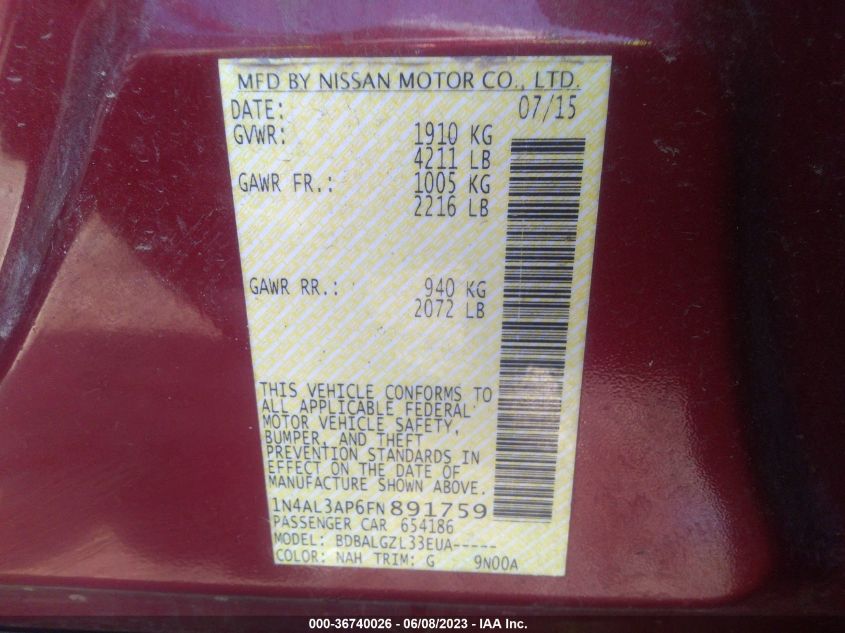 MFD BY NISSAN MOTOR CO., LTD.
DATE: 07/15
GVWR: 1910 KG
4211 LB
GAWR FR.: 1005 KG
2216 LB
GAWR RR.: 940 KG
2072 LB
THIS VEHICLE CONFORMS TO
ALL APPLICABLE FEDERAL
MOTOR VEHICLE SAFETY,
BUMPER, AND THEFT
PREVENTION STANDARDS IN
EFFECT ON THE DATE OF
MANUFACTURE SHOWN ABOVE.
1N4AL3AP6FN891759
PASSENGER CAR 654186
MODEL: BDBALGZL33EUA-----
COLOR: NAH TRIM: G 9N00A
000-36740026 - 06/08/2023 - IAA Inc.